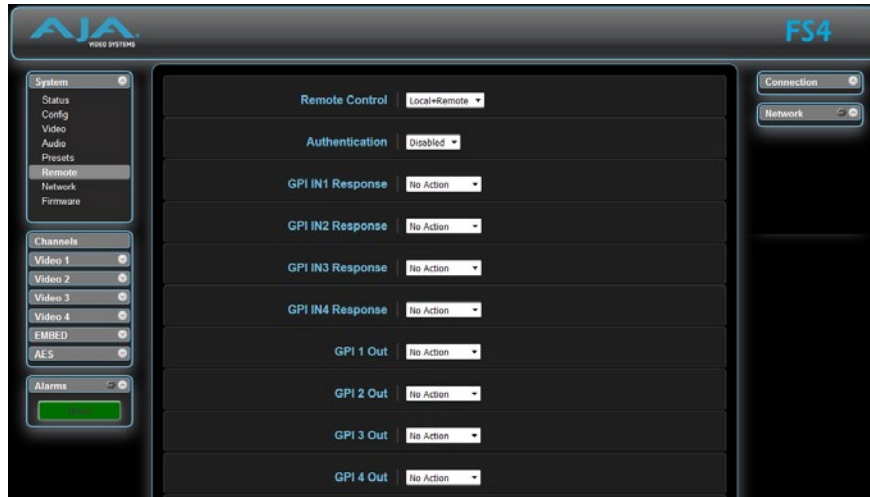 AJA
VIDEO SYSTEMS
FS4
System
Status
Config
Video
Audio
Presets
Remote
Network
Firmware
Channels
Video 1
Video 2
Video 3
Video 4
EMBED
AES
Alarms
Remote Control Local+Remote
Authentication Disabled
GPI IN1 Response No Action
GPI IN2 Response No Action
GPI IN3 Response No Action
GPI IN4 Response No Action
GPI 1 Out No Action
GPI 2 Out No Action
GPI 3 Out No Action
GPI 4 Out No Action
Connection
Network